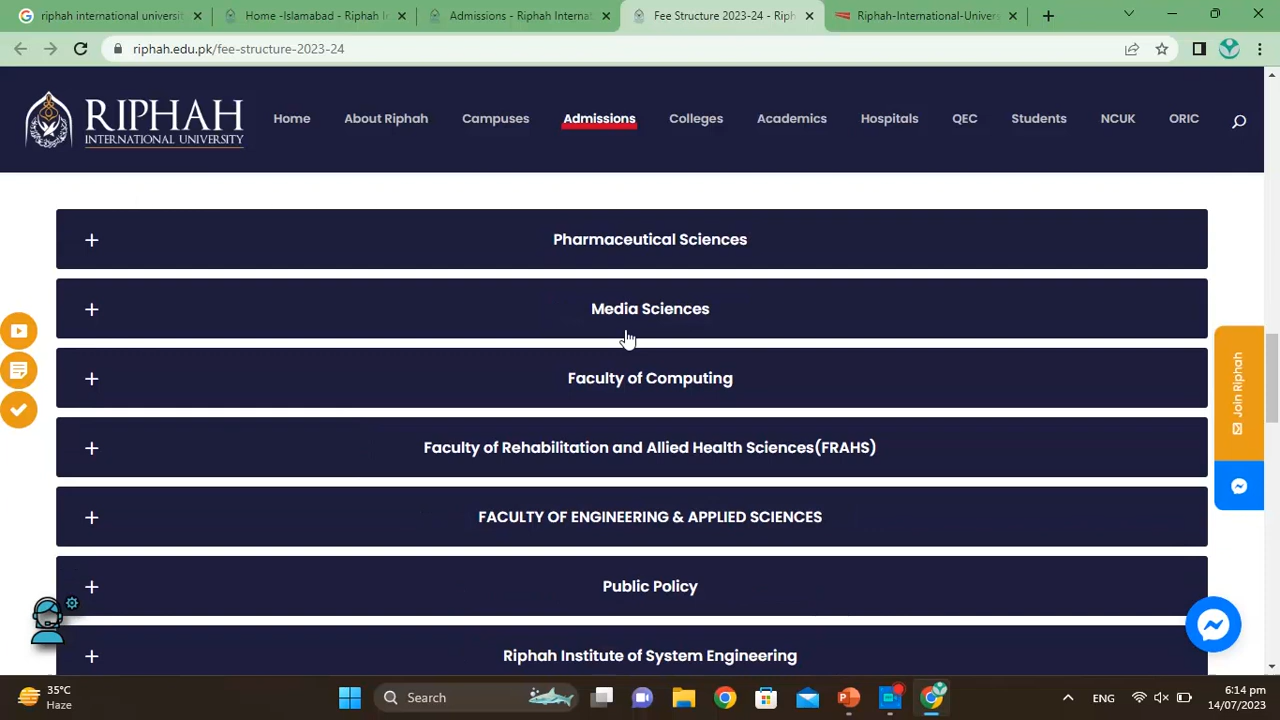 riphah international universi
Home -Islamabad - Riphah In
Admissions - Riphah Internat
Fee Structure 2023-24 - Riph
Riphah-International-Univers
riphah.edu.pk/fee-structure-2023-24
RIPHAH
INTERNATIONAL UNIVERSITY
Home About Riphah Campuses Admissions Colleges Academics Hospitals QEC Students NCUK ORIC
Pharmaceutical Sciences
Media Sciences
Faculty of Computing
Faculty of Rehabilitation and Allied Health Sciences(FRAHS)
FACULTY OF ENGINEERING & APPLIED SCIENCES
Public Policy
Riphah Institute of System Engineering
Join Riphah
35°C
Haze
Search
ENG
6:14 pm
14/07/2023